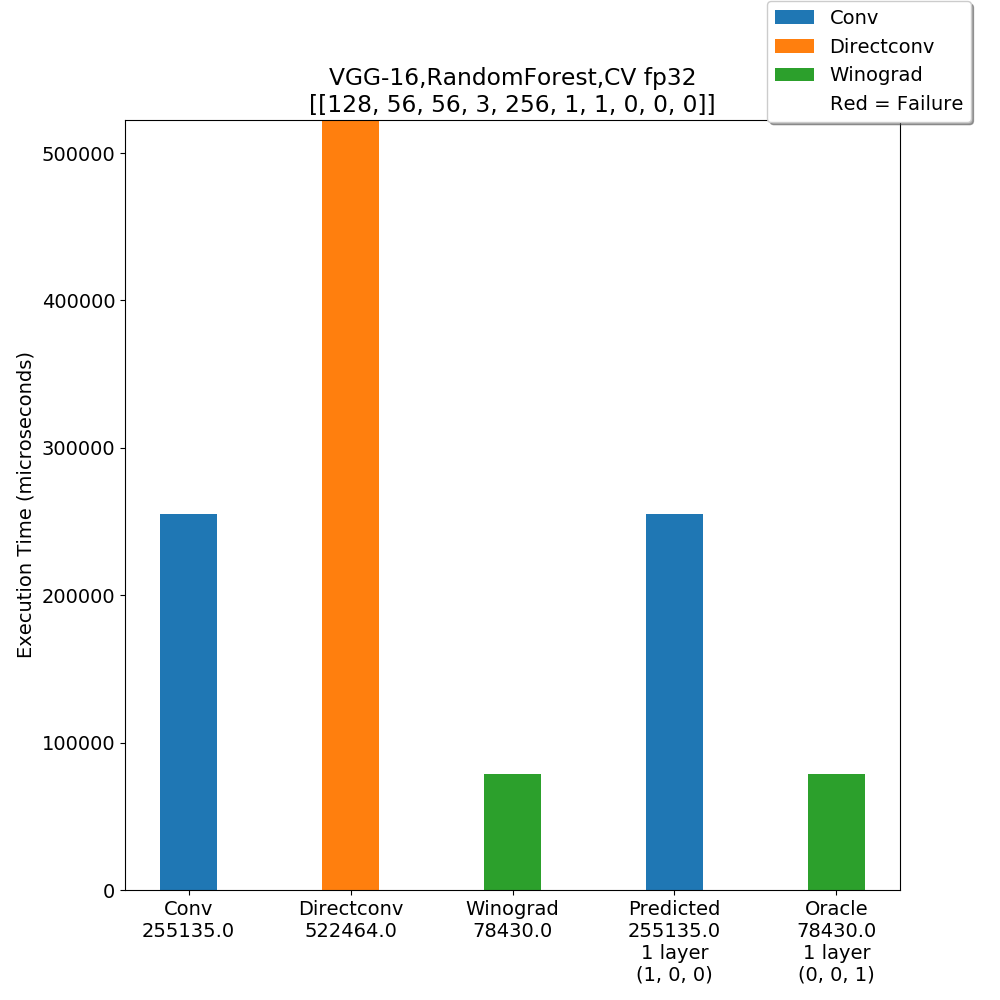 Conv
Directconv
Winograd
Red = Failure
VGG-16,RandomForest,CV fp32
[[128, 56, 56, 3, 256, 1, 1, 0, 0, 0]]
Execution Time (microseconds)
500000
400000
300000
200000
100000
0
Conv
255135.0
Directconv
522464.0
Winograd
78430.0
Predicted
255135.0
1 layer
(1, 0, 0)
Oracle
78430.0
1 layer
(0, 0, 1)